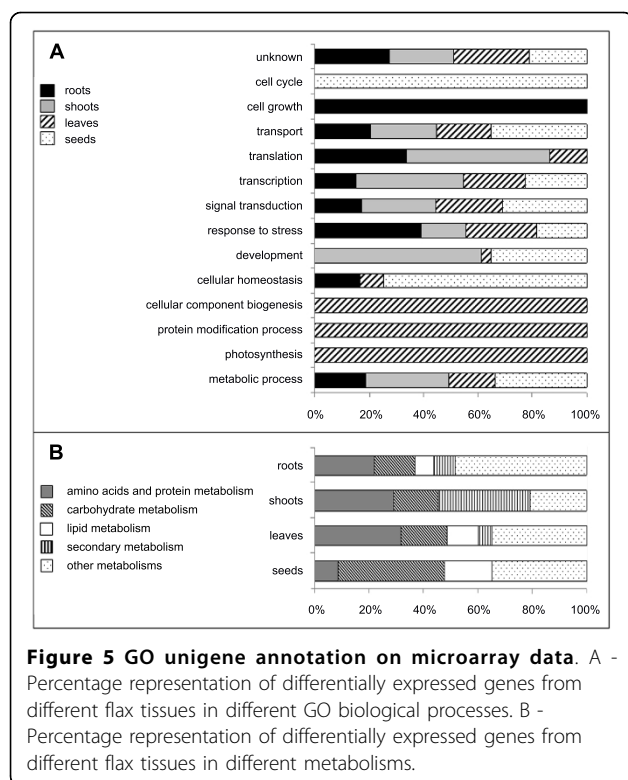 A
roots
shoots
leaves
seeds
unknown
cell cycle
cell growth
transport
translation
transcription
signal transduction
response to stress
development
cellular homeostasis
cellular component biogenesis
protein modification process
photosynthesis
metabolic process
0% 20% 40% 60% 80% 100%
B
amino acids and protein metabolism
carbohydrate metabolism
lipid metabolism
secondary metabolism
other metabolisms
roots
shoots
leaves
seeds
0% 20% 40% 60% 80% 100%
Figure 5 GO unigene annotation on microarray data. A -
Percentage representation of differentially expressed genes from
different flax tissues in different GO biological processes. B -
Percentage representation of differentially expressed genes from
different flax tissues in different metabolisms.